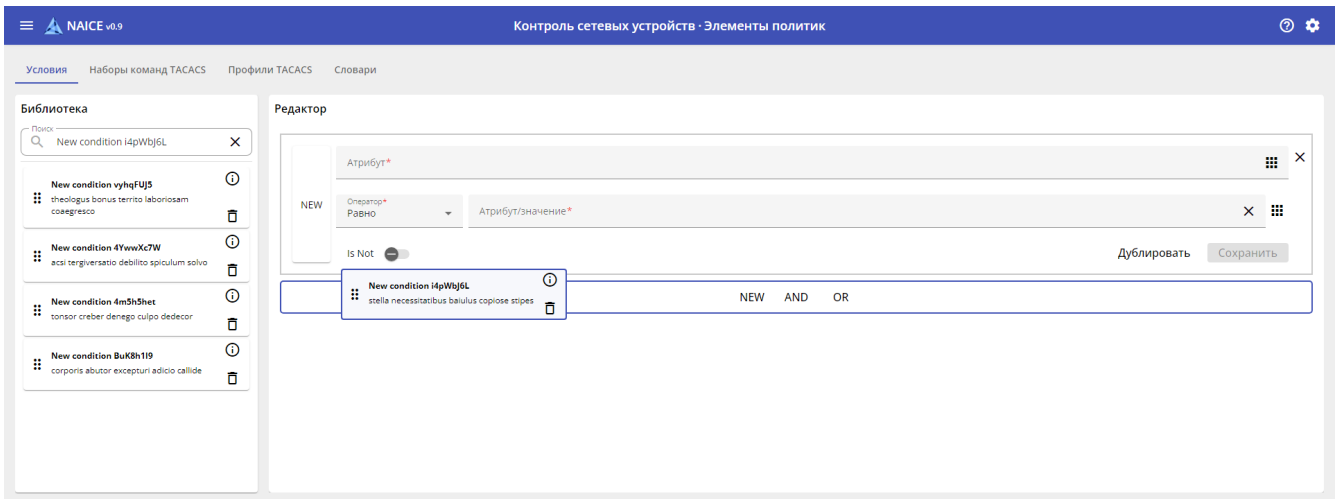 NAICE v0.9
Контроль сетевых устройств · Элементы политик
Условия Наборы команд TACACS Профили TACACS Словари
Библиотека
Поиск
New condition i4pWbJ6L
New condition vyhqFUJ5
theologus bonus territo laboriosam
coaegresco
New condition 4YwwXc7W
acsi tergiversatio debilito spiculum solvo
New condition 4m5h5het
tonsor creber denego culpo dedecor
New condition BuK8h1I9
corporis abutor excepturi adicio callide
Редактор
NEW
Атрибут*
Оператор*
Равно
Атрибут/значение*
Is Not
Дублировать Сохранить
New condition i4pWbJ6L
stella necessitatibus baiulus copiose stipes
NEW AND OR